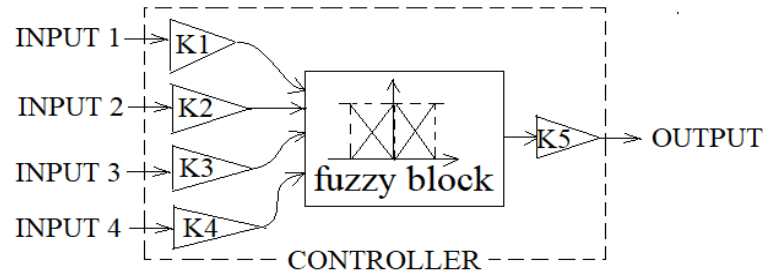 INPUT 1
K1
INPUT 2
K2
INPUT 3
K3
INPUT 4
K4
fuzzy block
K5
OUTPUT
CONTROLLER